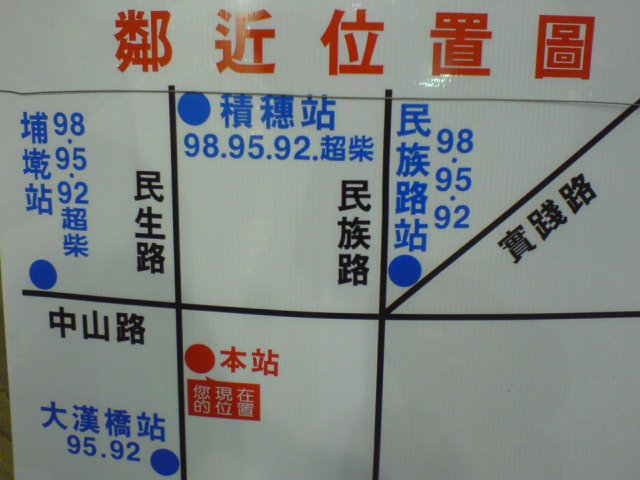 鄰近位置圖
積穗站
98.95.92.超柴
埔墘站
98.95.92超柴
民族路站
98.95.92
民生路
民族路
實踐路
中山路
本站
您現在
的位置
大漢橋站
95.92